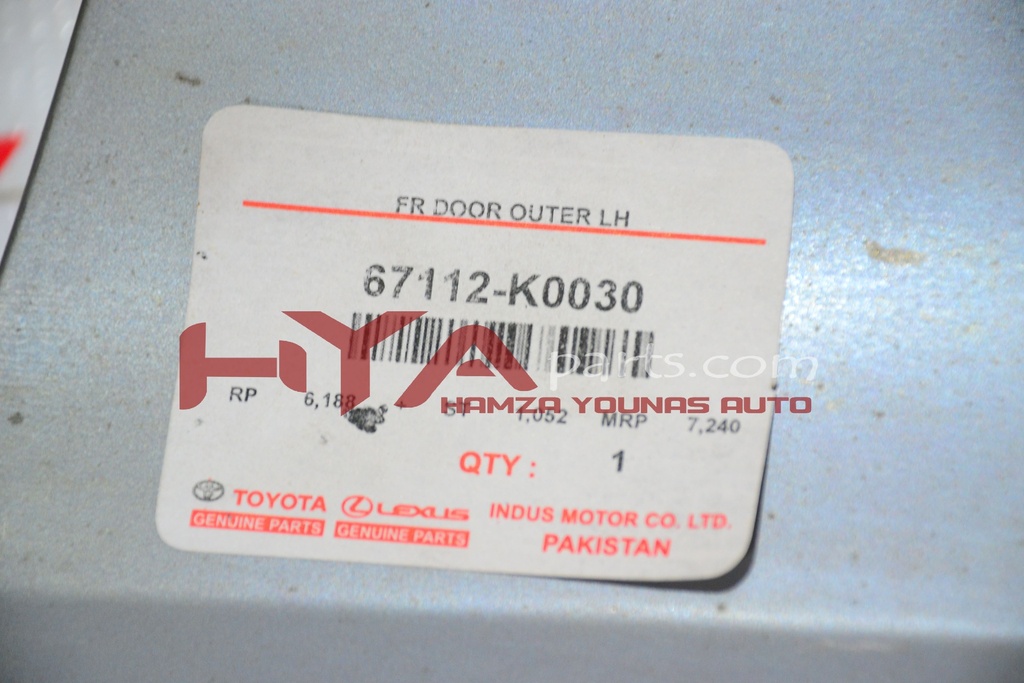 FR DOOR OUTER LH
67112-K0030
HYA parts.com
HAMZA YOUNAS AUTO
RP 6,188 + ST 1,052 MRP 7,240
QTY : 1
TOYOTA LEXUS INDUS MOTOR CO. LTD.
GENUINE PARTS GENUINE PARTS PAKISTAN